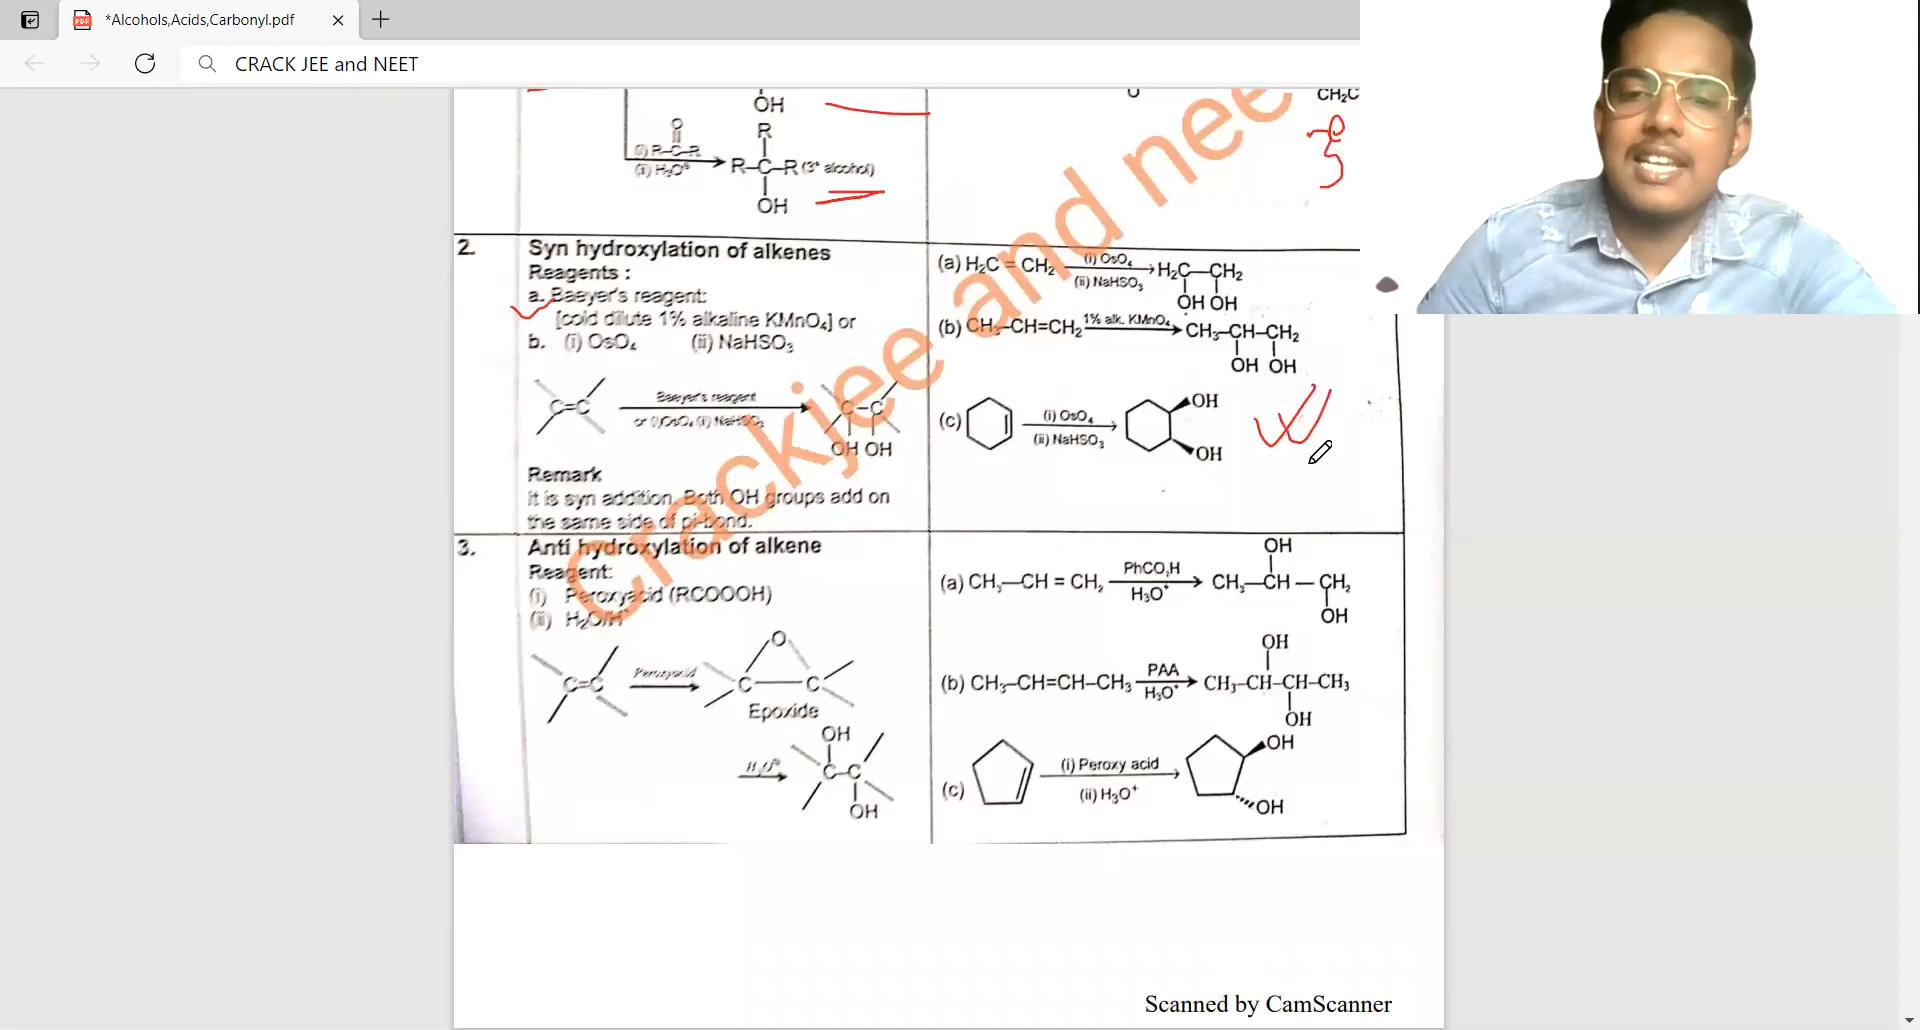 *Alcohols,Acids,Carbonyl.pdf
CRACK JEE and NEET
OH
R
(i) R–C–R
O
(ii) H₃O⁺
R–C–R (3° alcohol)
OH
O
CH₂C
2.
Syn hydroxylation of alkenes
Reagents :
a. Baeyer's reagent:
[cold dilute 1% alkaline KMnO₄] or
b. (i) OsO₄ (ii) NaHSO₃
C=C
Baeyer's reagent
or (i)OsO₄ (ii) NaHSO₃
C–C
OH OH
Remark
It is syn addition. Both OH groups add on
the same side of pi-bond.
(a) H₂C = CH₂ (i) OsO₄ (ii) NaHSO₃ H₂C—CH₂
OH OH
(b) CH₃–CH=CH₂ 1% alk. KMnO₄ CH₃–CH–CH₂
OH OH
(c) (i) OsO₄ (ii) NaHSO₃
OH
OH
3.
Anti hydroxylation of alkene
Reagent:
(i) Peroxyacid (RCOOOH)
(ii) H₂O/H⁺
C=C Peroxyacid C C
O
Epoxide
H₃O⁺
OH
C–C
OH
(a) CH₃—CH = CH₂ PhCO₃H H₃O⁺ CH₃—CH — CH₂
OH
OH
(b) CH₃–CH=CH–CH₃ PAA H₃O⁺ CH₃–CH–CH–CH₃
OH
OH
(c) (i) Peroxy acid (ii) H₃O⁺
OH
OH
Crackjee and nee
Scanned by CamScanner